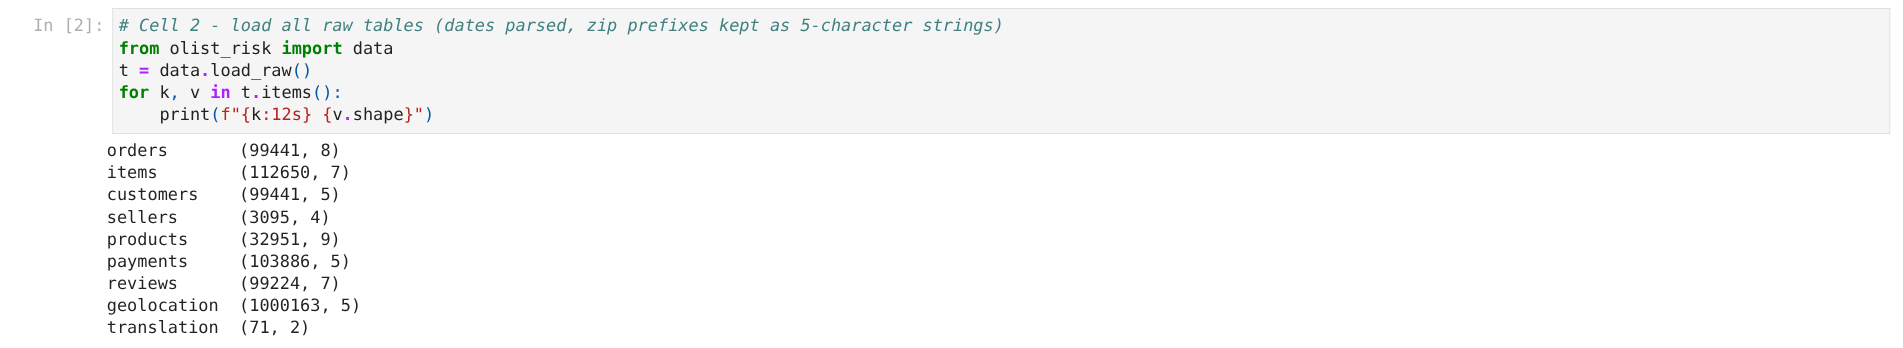 In [2]:
# Cell 2 - load all raw tables (dates parsed, zip prefixes kept as 5-character strings)
from olist_risk import data
t = data.load_raw()
for k, v in t.items():
    print(f"{k:12s} {v.shape}")
orders       (99441, 8)
items        (112650, 7)
customers    (99441, 5)
sellers      (3095, 4)
products     (32951, 9)
payments     (103886, 5)
reviews      (99224, 7)
geolocation  (1000163, 5)
translation  (71, 2)